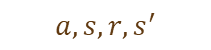 a, s, r, s′